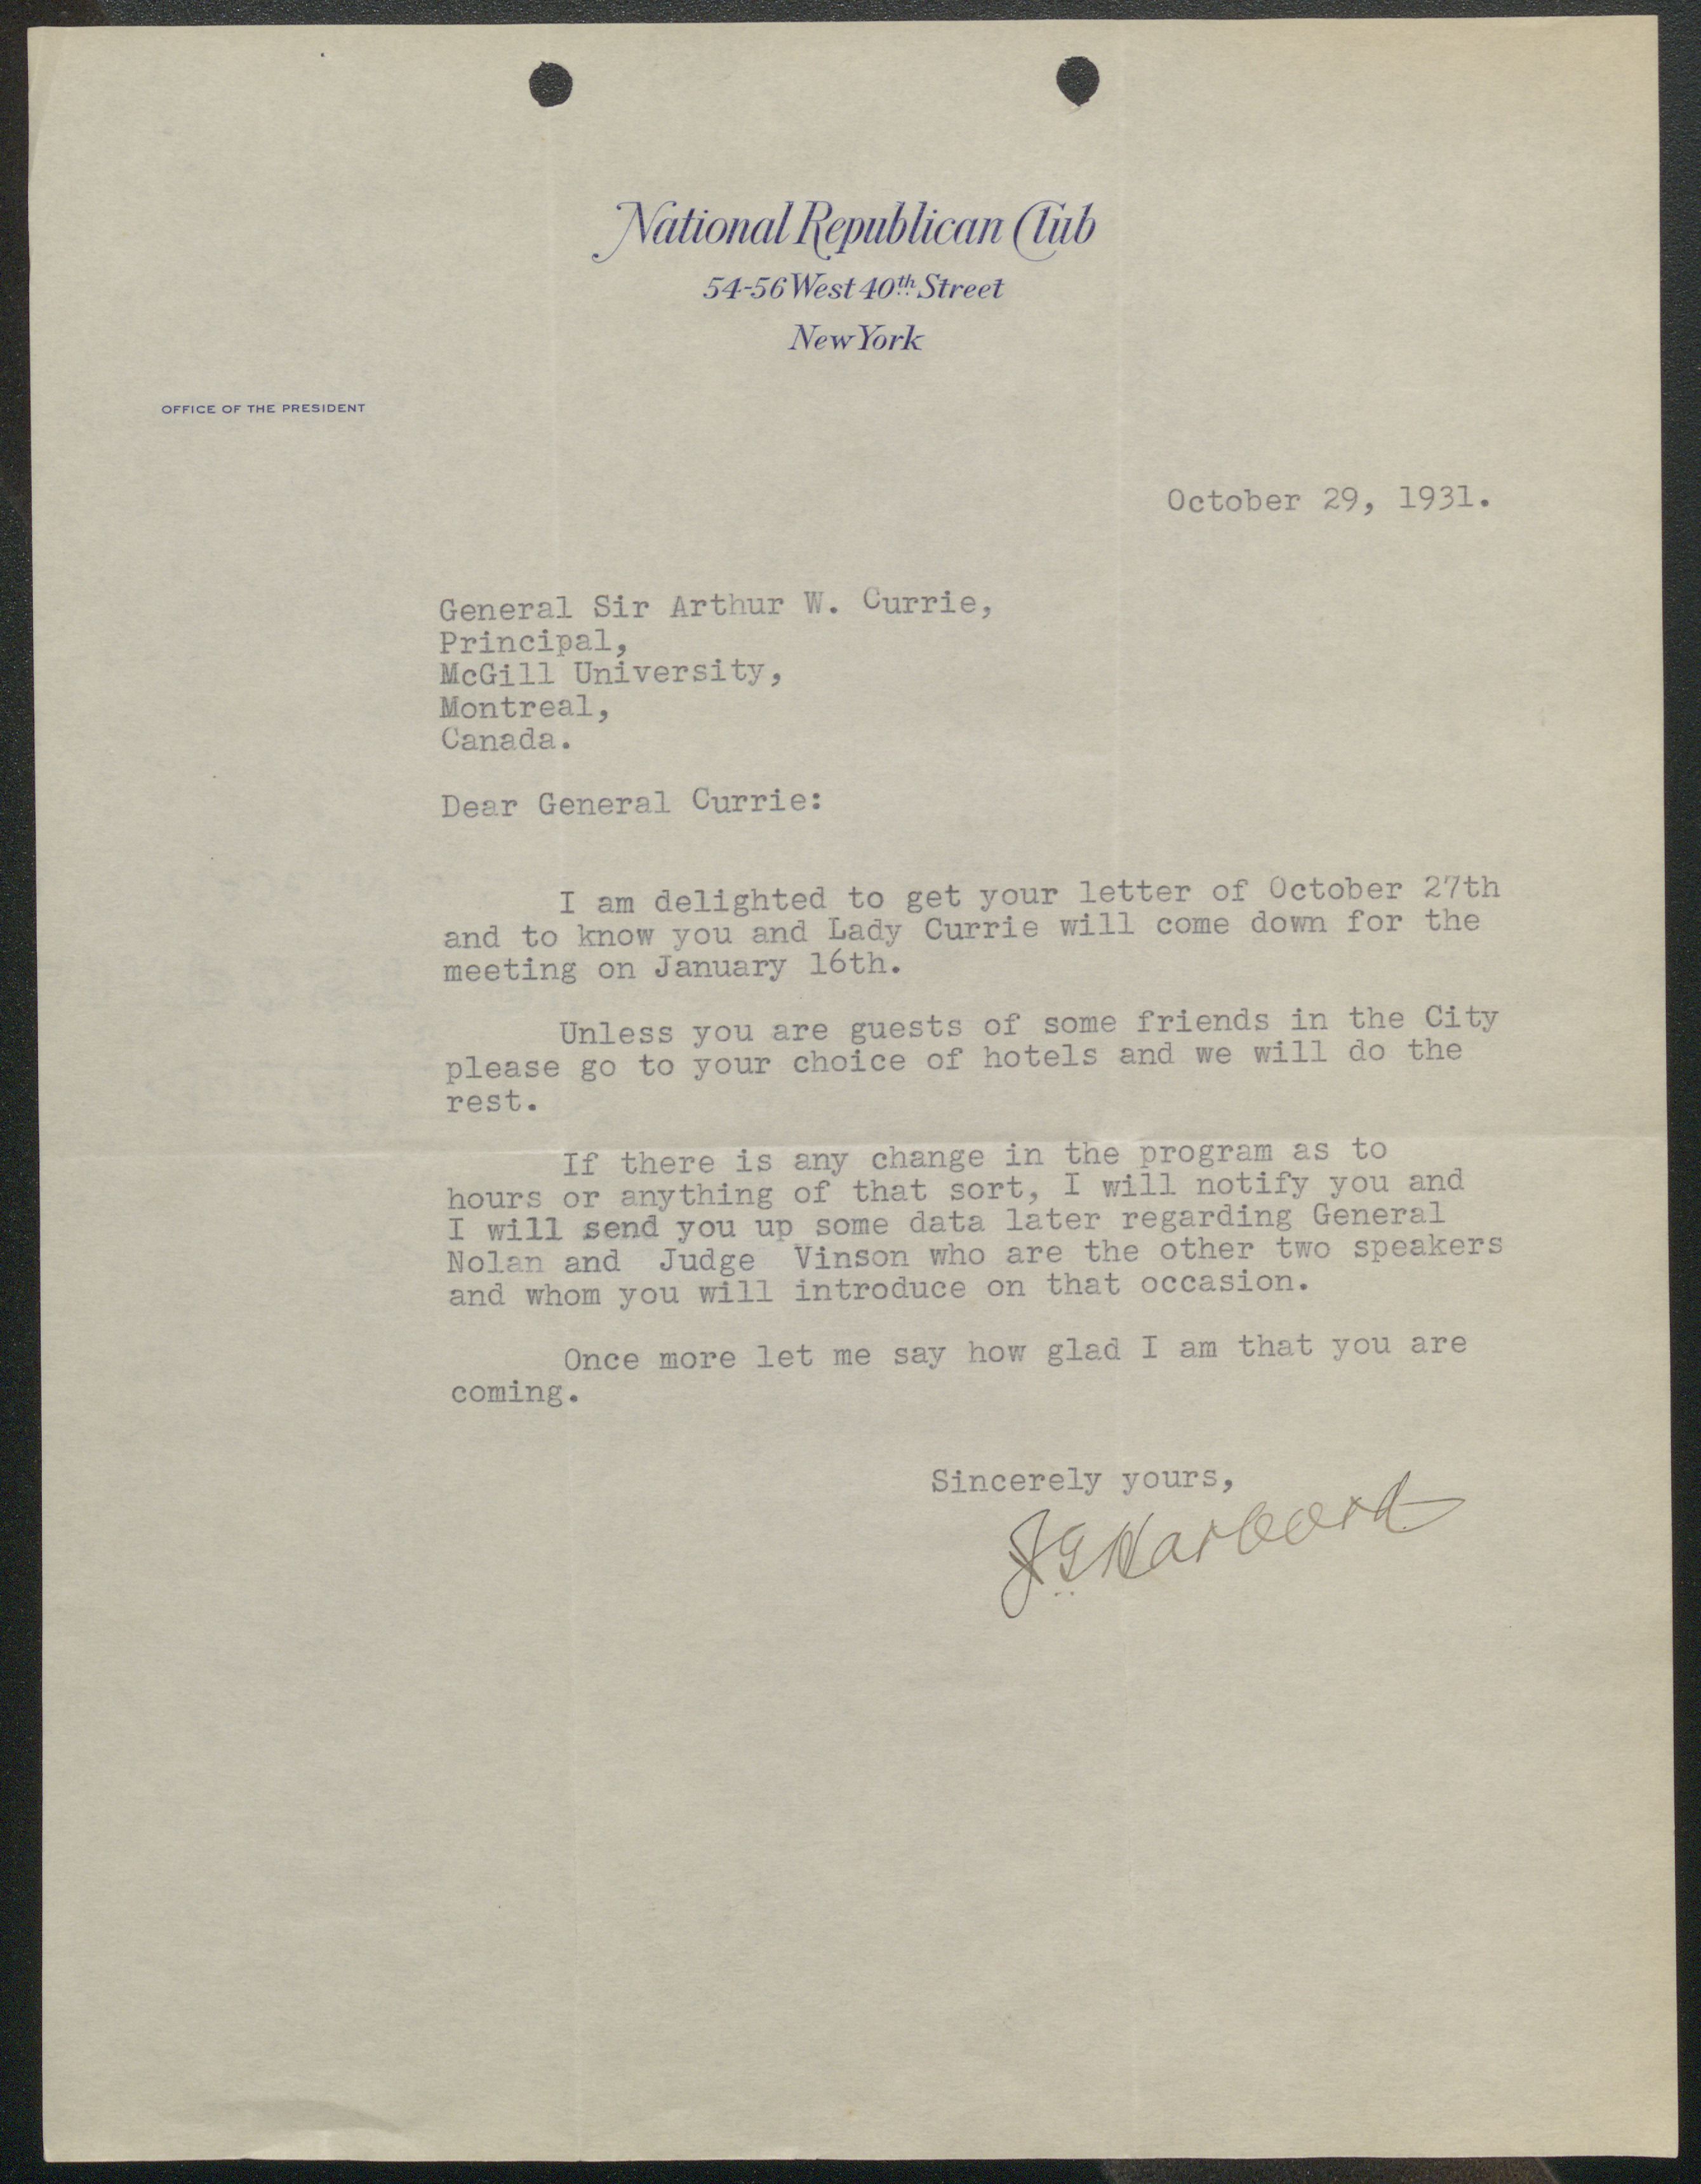 National Republican Club
54-56 West 40th Street
New York
OFFICE OF THE PRESIDENT
October 29, 1931.
General Sir Arthur W. Currie,
Principal,
McGill University,
Montreal,
Canada.
Dear General Currie:
I am delighted to get your letter of October 27th
and to know you and Lady Currie will come down for the
meeting on January 16th.
Unless you are guests of some friends in the City
please go to your choice of hotels and we will do the
rest.
If there is any change in the program as to
hours or anything of that sort, I will notify you and
I will send you up some data later regarding General
Nolan and Judge Vinson who are the other two speakers
and whom you will introduce on that occasion.
Once more let me say how glad I am that you are
coming.
Sincerely yours,
J G Harbord